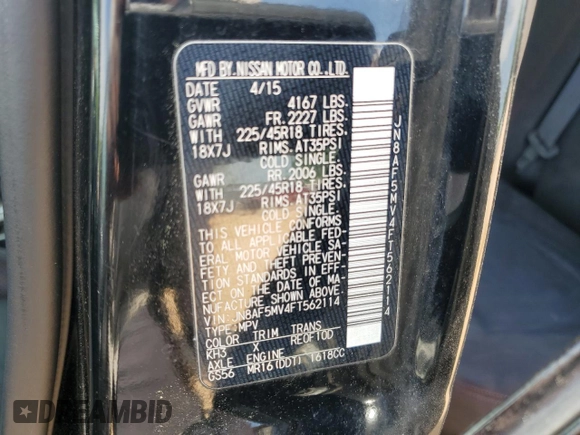 MFD BY.NISSAN MOTOR CO.,LTD.
DATE 4/15
GVWR 4167 LBS.
GAWR FR. 2227 LBS.
WITH 225/45R18 TIRES.
18X7J RIMS.AT35PSI
COLD SINGLE.
GAWR RR. 2006 LBS.
WITH 225/45R18 TIRES.
18X7J RIMS.AT35PSI
COLD SINGLE.
THIS VEHICLE CONFORMS
TO ALL APPLICABLE FED-
ERAL MOTOR VEHICLE SA-
FETY AND THEFT PREVEN-
TION STANDARDS IN EFF-
ECT ON THE DATE OF MA-
NUFACTURE SHOWN ABOVE.
VIN: JN8AF5MV4FT562114
TYPE:MPV
COLOR TRIM TRANS
KH3 X RE0F10D
AXLE ENGINE
GS56 MR16(DDT) 1618CC
JN8AF5MV4FT562114
DREAMBID
DREAM BID